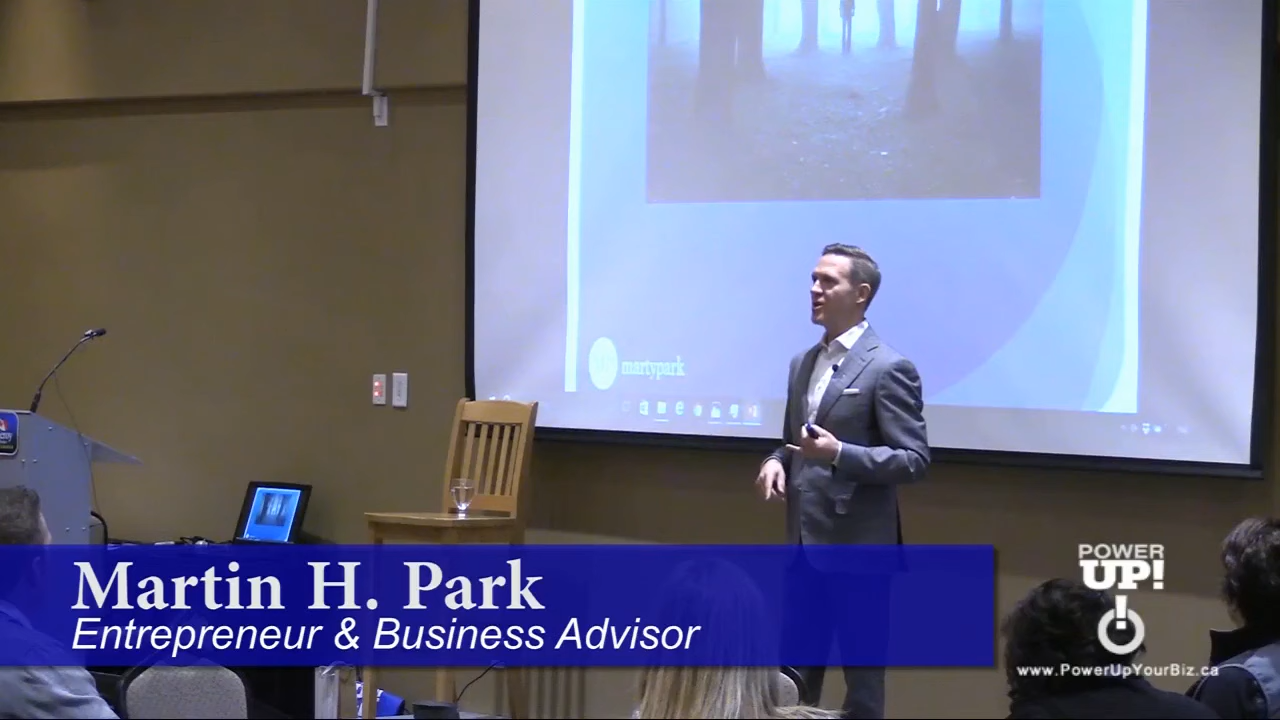 martypark
Martin H. Park
Entrepreneur & Business Advisor
POWER
UP!
www.PowerUpYourBiz.ca